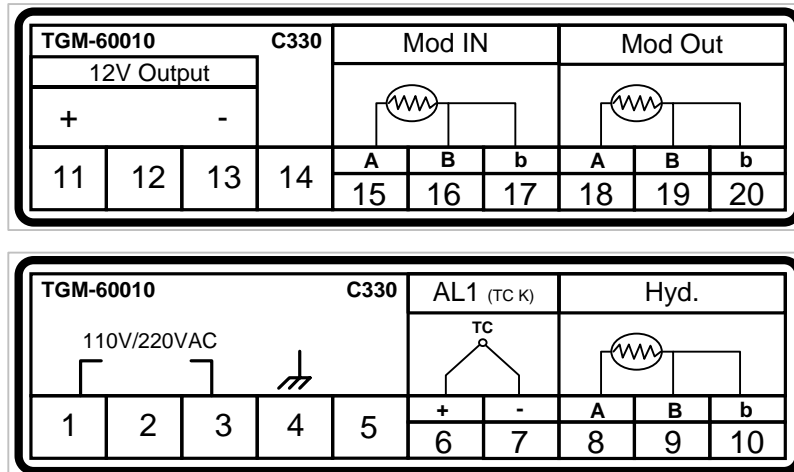 TGM-60010 C330 Mod IN Mod Out
12V Output
+ -
A B b A B b
11 12 13 14 15 16 17 18 19 20
TGM-60010 C330 AL1 (TC K) Hyd.
TC
110V/220VAC
+ - A B b
1 2 3 4 5 6 7 8 9 10